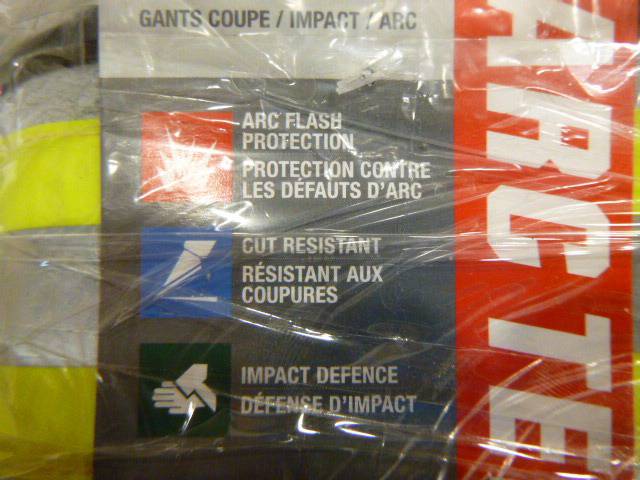 GANTS COUPE / IMPACT / ARC
ARC FLASH
PROTECTION
PROTECTION CONTRE
LES DÉFAUTS D'ARC
CUT RESISTANT
RÉSISTANT AUX
COUPURES
IMPACT DEFENCE
DÉFENSE D'IMPACT
ARCTE